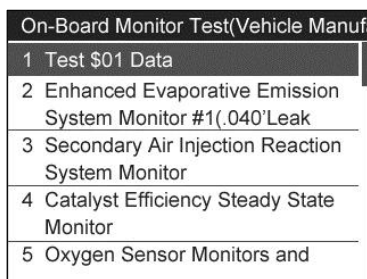 On-Board Monitor Test(Vehicle Manuf
1 Test $01 Data
2 Enhanced Evaporative Emission
System Monitor #1(.040'Leak
3 Secondary Air Injection Reaction
System Monitor
4 Catalyst Efficiency Steady State
Monitor
5 Oxygen Sensor Monitors and